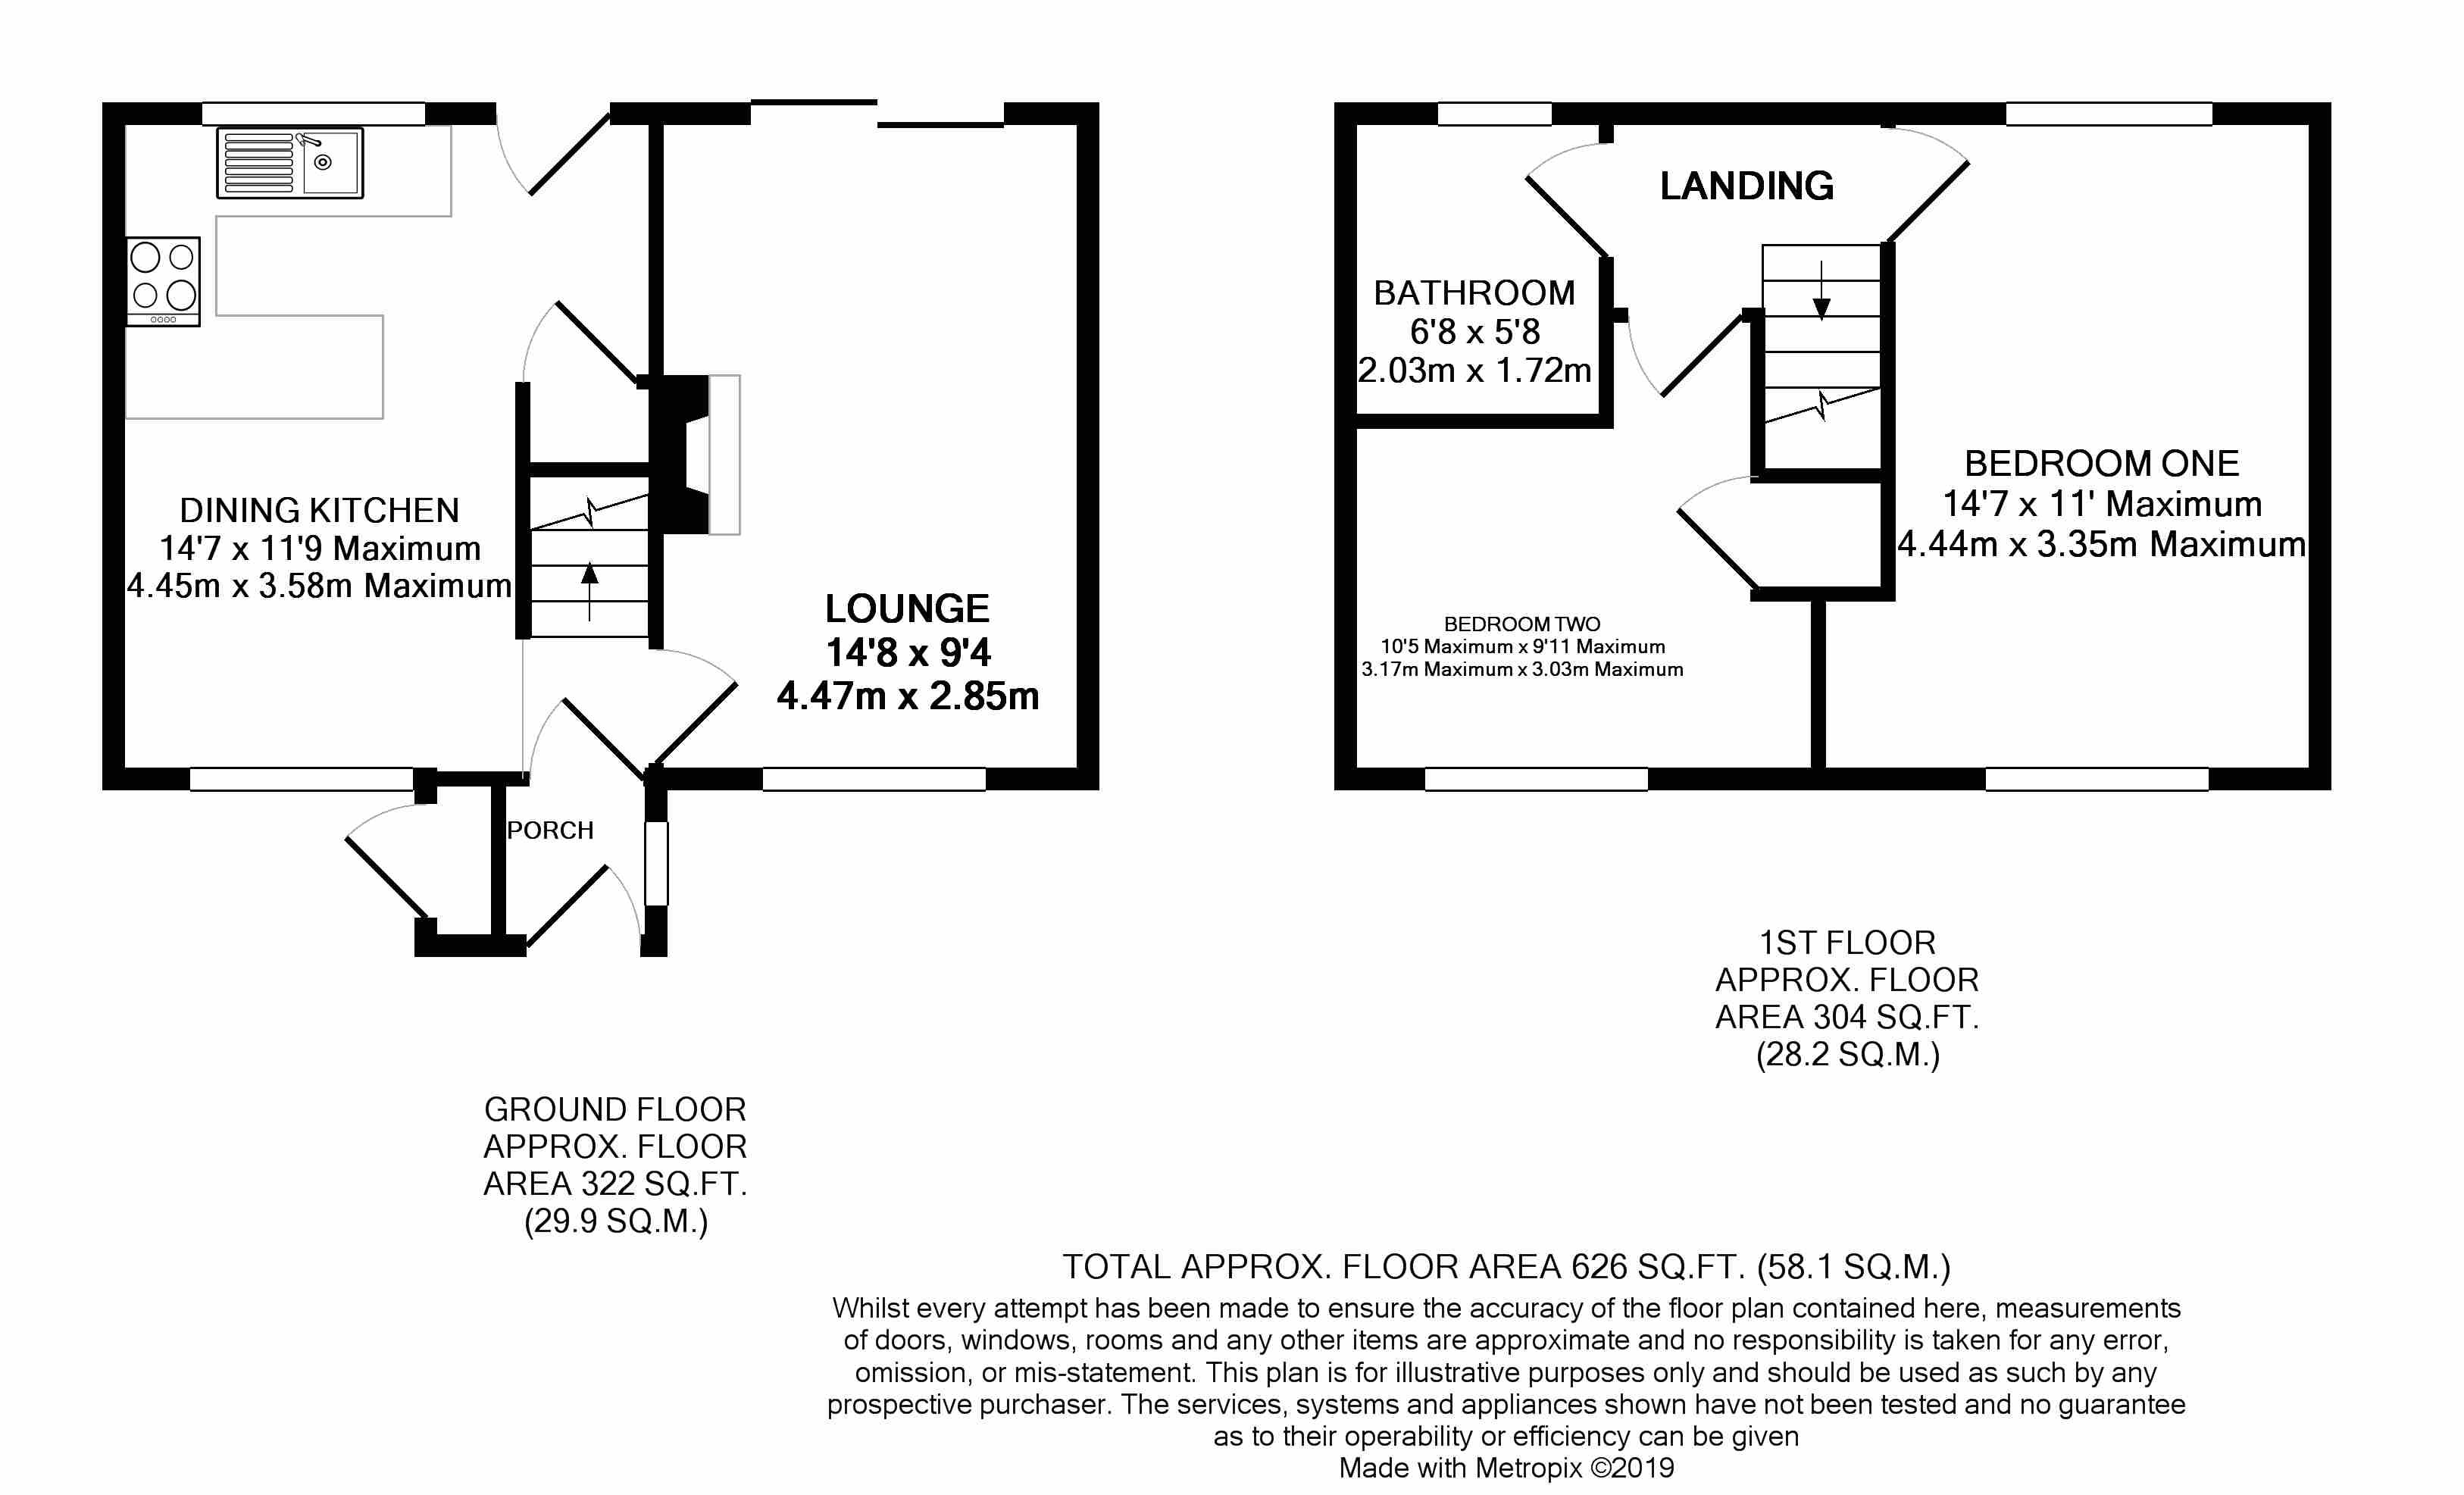 DINING KITCHEN
14'7 x 11'9 Maximum
4.45m x 3.58m Maximum
LOUNGE
14'8 x 9'4
4.47m x 2.85m
PORCH
GROUND FLOOR
APPROX. FLOOR
AREA 322 SQ.FT.
(29.9 SQ.M.)
LANDING
BATHROOM
6'8 x 5'8
2.03m x 1.72m
BEDROOM ONE
14'7 x 11' Maximum
4.44m x 3.35m Maximum
BEDROOM TWO
10'5 Maximum x 9'11 Maximum
3.17m Maximum x 3.03m Maximum
1ST FLOOR
APPROX. FLOOR
AREA 304 SQ.FT.
(28.2 SQ.M.)
TOTAL APPROX. FLOOR AREA 626 SQ.FT. (58.1 SQ.M.)
Whilst every attempt has been made to ensure the accuracy of the floor plan contained here, measurements
of doors, windows, rooms and any other items are approximate and no responsibility is taken for any error,
omission, or mis-statement. This plan is for illustrative purposes only and should be used as such by any
prospective purchaser. The services, systems and appliances shown have not been tested and no guarantee
as to their operability or efficiency can be given
Made with Metropix ©2019